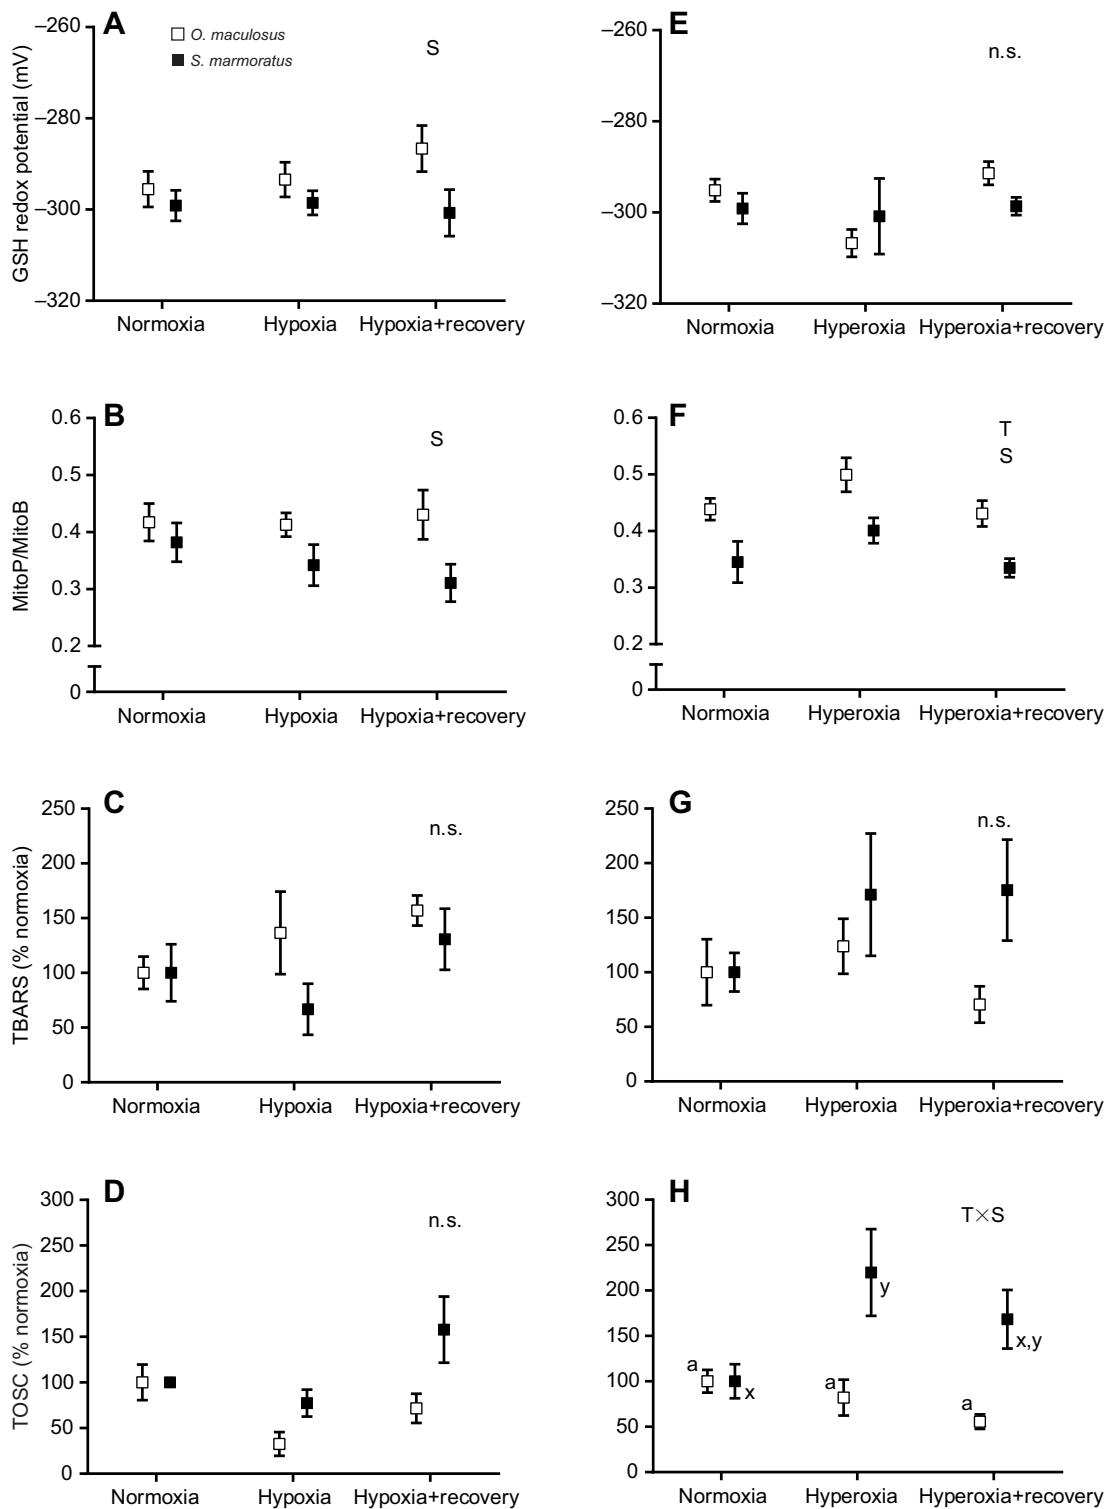 A
O. maculosus
S. marmoratus
S
GSH redox potential (mV)
–260
–280
–300
–320
Normoxia Hypoxia Hypoxia+recovery
E
n.s.
–260
–280
–300
–320
Normoxia Hyperoxia Hyperoxia+recovery
B
S
MitoP/MitoB
0.6
0.5
0.4
0.3
0.2
0
Normoxia Hypoxia Hypoxia+recovery
F
T
S
0.6
0.5
0.4
0.3
0.2
0
Normoxia Hyperoxia Hyperoxia+recovery
C
n.s.
TBARS (% normoxia)
250
200
150
100
50
0
Normoxia Hypoxia Hypoxia+recovery
G
n.s.
250
200
150
100
50
0
Normoxia Hyperoxia Hyperoxia+recovery
D
n.s.
TOSC (% normoxia)
300
250
200
150
100
50
0
Normoxia Hypoxia Hypoxia+recovery
H
T×S
300
250
200
150
100
50
0
a
x
a
y
a
x,y
Normoxia Hyperoxia Hyperoxia+recovery